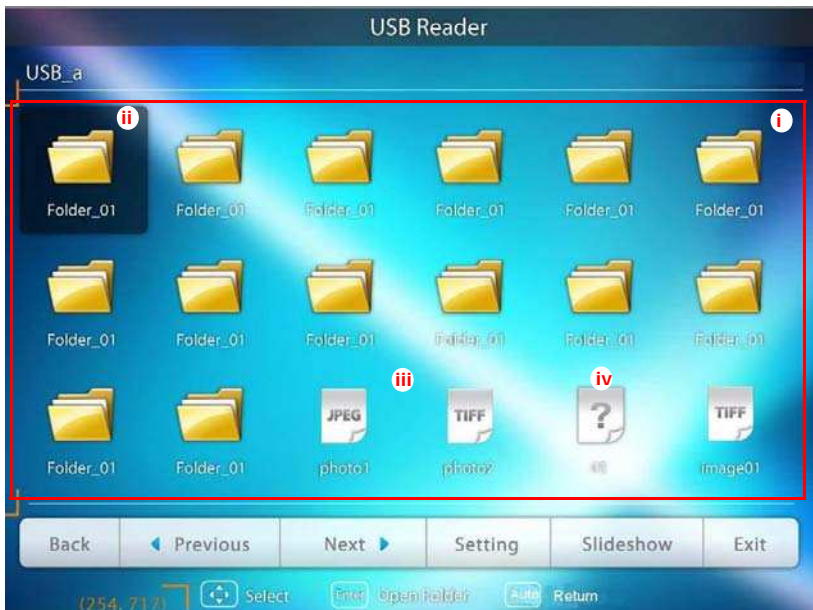 USB Reader
USB_a
ii
i
Folder_01 Folder_01 Folder_01 Folder_01 Folder_01 Folder_01
Folder_01 Folder_01 Folder_01 Folder_01 Folder_01 Folder_01
iii iv
JPEG TIFF ? TIFF
Folder_01 Folder_01 photo1 photo2 image01
Back Previous Next Setting Slideshow Exit
(254, 717) Select Enter Open Folder Auto Return